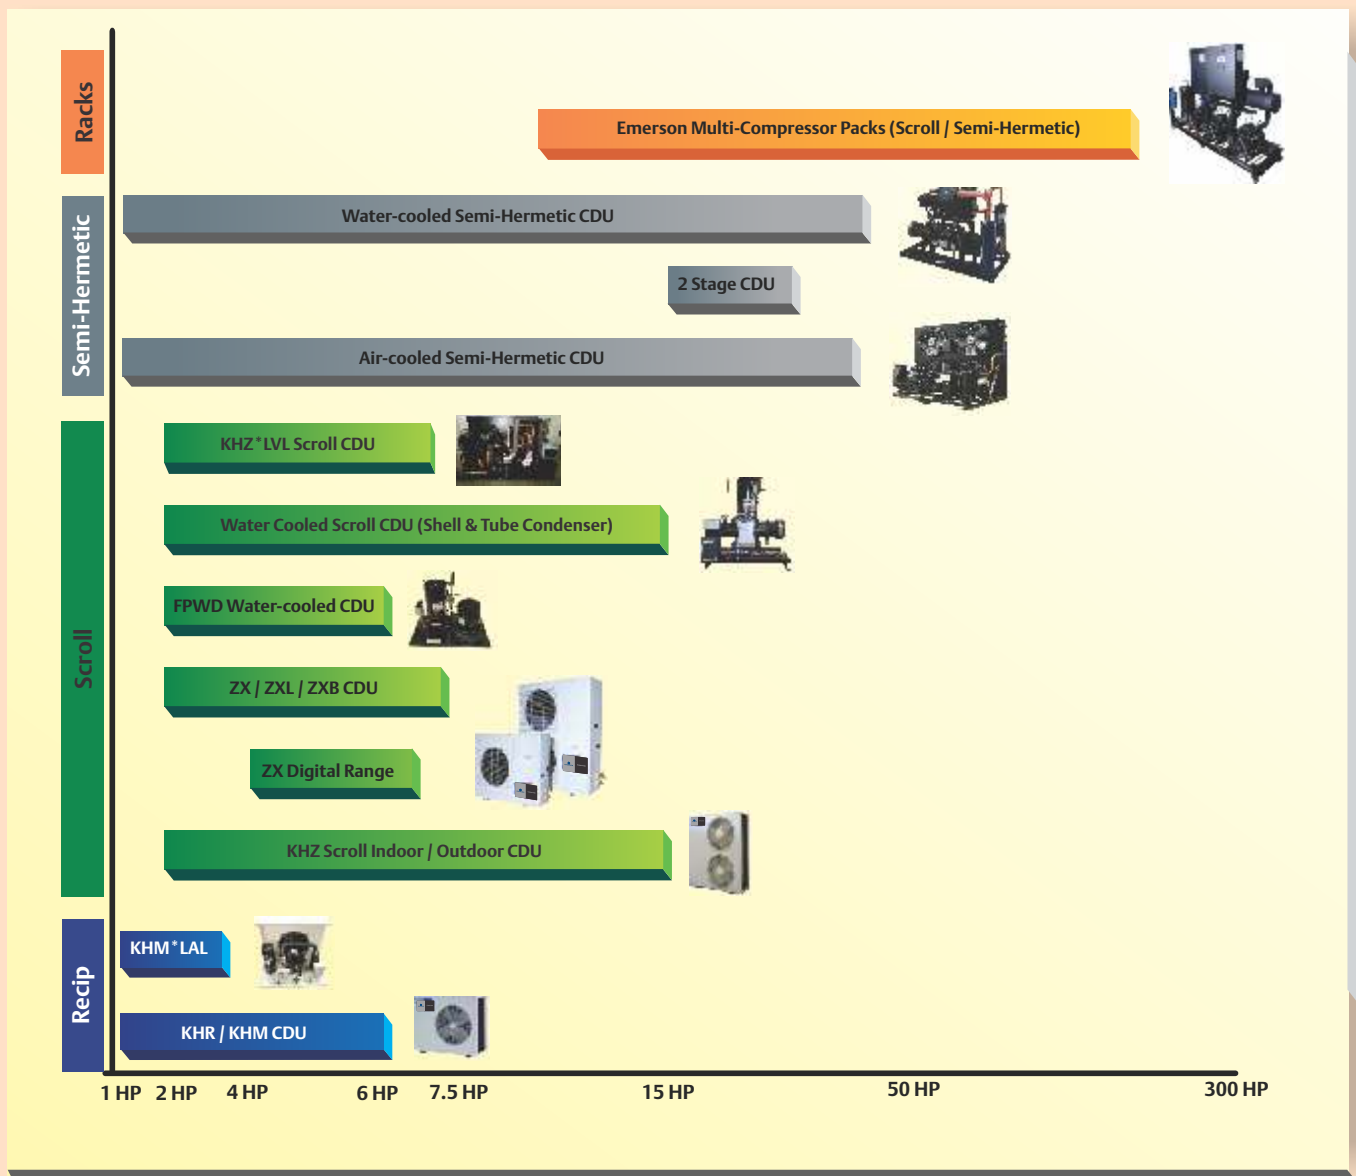 Racks
Emerson Multi-Compressor Packs (Scroll / Semi-Hermetic)
Semi-Hermetic
Water-cooled Semi-Hermetic CDU
2 Stage CDU
Air-cooled Semi-Hermetic CDU
Scroll
KHZ*LVL Scroll CDU
Water Cooled Scroll CDU (Shell & Tube Condenser)
FPWD Water-cooled CDU
ZX / ZXL / ZXB CDU
ZX Digital Range
KHZ Scroll Indoor / Outdoor CDU
Recip
KHM*LAL
KHR / KHM CDU
1 HP 2 HP 4 HP 6 HP 7.5 HP 15 HP 50 HP 300 HP